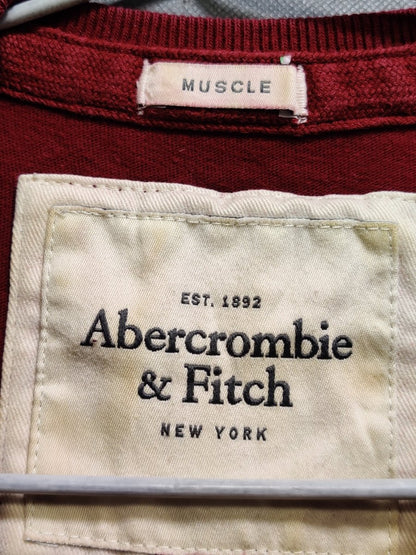 MUSCLE
EST. 1892
Abercrombie
& Fitch
NEW YORK